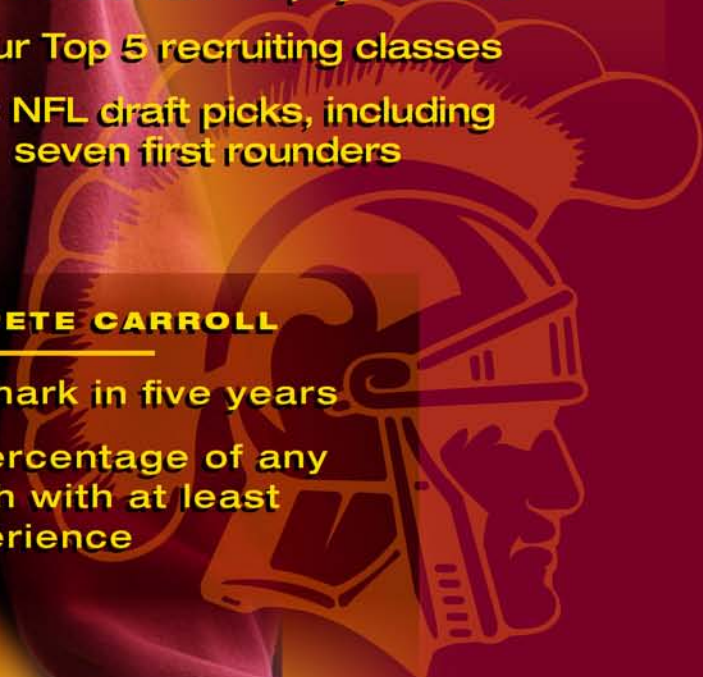 ur Top 5 recruiting classes
NFL draft picks, including
seven first rounders
ETE CARROLL
mark in five years
ercentage of any
h with at least
erience